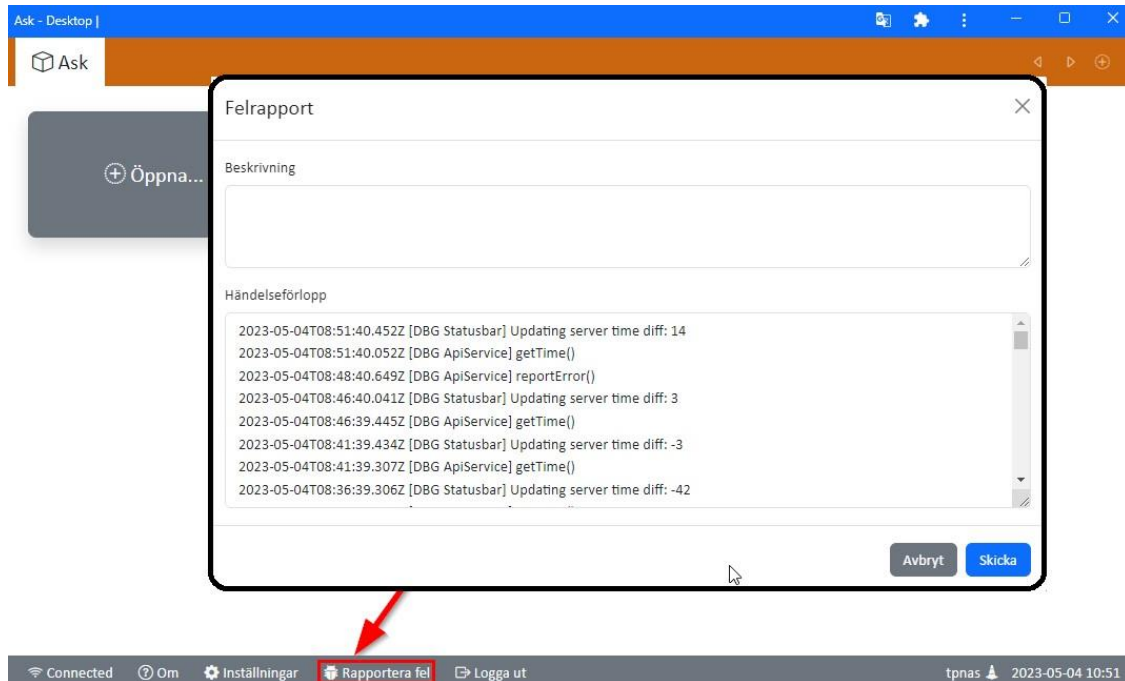 Ask - Desktop |
Ask
Öppna...
Felrapport
Beskrivning
Händelseförlopp
2023-05-04T08:51:40.452Z [DBG Statusbar] Updating server time diff: 14
2023-05-04T08:51:40.052Z [DBG ApiService] getTime()
2023-05-04T08:48:40.649Z [DBG ApiService] reportError()
2023-05-04T08:46:40.041Z [DBG Statusbar] Updating server time diff: 3
2023-05-04T08:46:39.445Z [DBG ApiService] getTime()
2023-05-04T08:41:39.434Z [DBG Statusbar] Updating server time diff: -3
2023-05-04T08:41:39.307Z [DBG ApiService] getTime()
2023-05-04T08:36:39.306Z [DBG Statusbar] Updating server time diff: -42
Avbryt Skicka
Connected Om Inställningar Rapportera fel Logga ut tpnas 2023-05-04 10:51